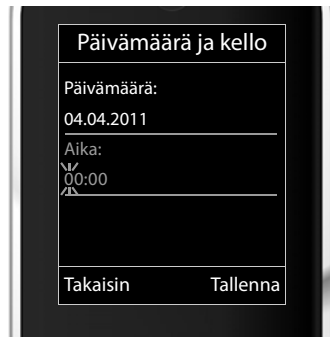 Päivämäärä ja kello
Päivämäärä:
04.04.2011
Aika:
00:00
Takaisin Tallenna